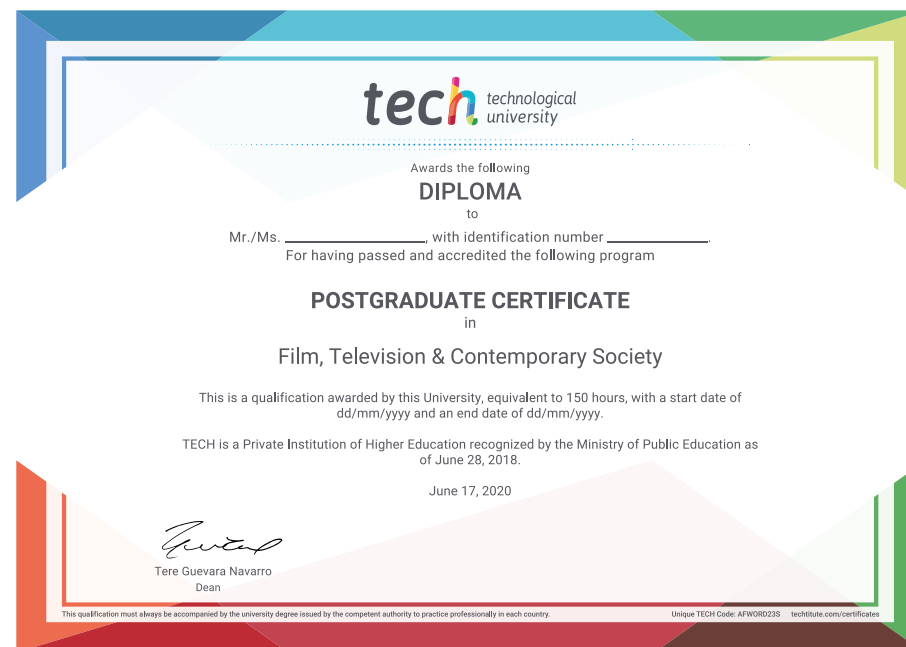 tech technological
university
Awards the following
DIPLOMA
to
Mr./Ms. ____________________, with identification number ______________.
For having passed and accredited the following program
POSTGRADUATE CERTIFICATE
in
Film, Television & Contemporary Society
This is a qualification awarded by this University, equivalent to 150 hours, with a start date of
dd/mm/yyyy and an end date of dd/mm/yyyy.
TECH is a Private Institution of Higher Education recognized by the Ministry of Public Education as
of June 28, 2018.
June 17, 2020
Tere Guevara Navarro
Dean
This qualification must always be accompanied by the university degree issued by the competent authority to practice professionally in each country. Unique TECH Code: AFWORD23S techtitute.com/certificates